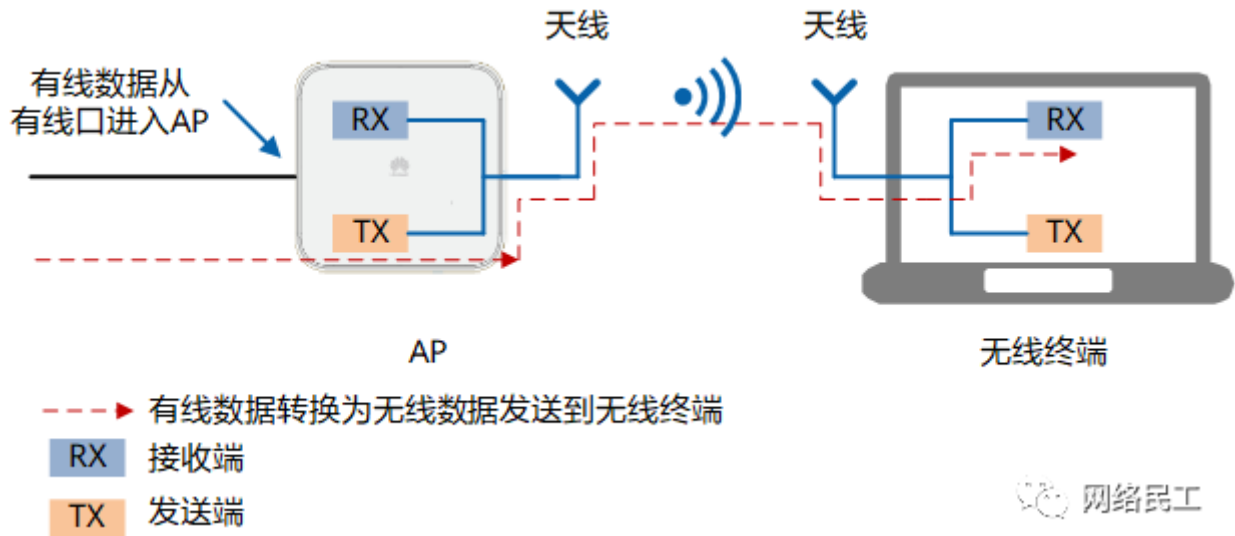 天线
天线
有线数据从
有线口进入AP
RX
RX
TX
TX
AP
无线终端
有线数据转换为无线数据发送到无线终端
RX 接收端
TX 发送端
网络民工